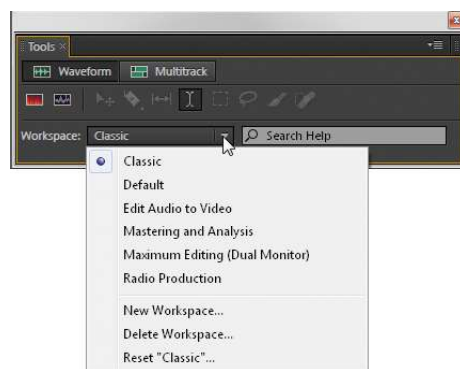 Tools
Waveform Multitrack
Workspace: Classic Search Help
Classic
Default
Edit Audio to Video
Mastering and Analysis
Maximum Editing (Dual Monitor)
Radio Production
New Workspace...
Delete Workspace...
Reset "Classic"...